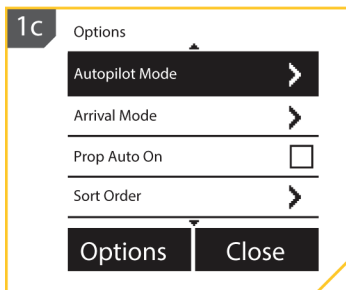 1c
Options
Autopilot Mode
Arrival Mode
Prop Auto On
Sort Order
Options Close